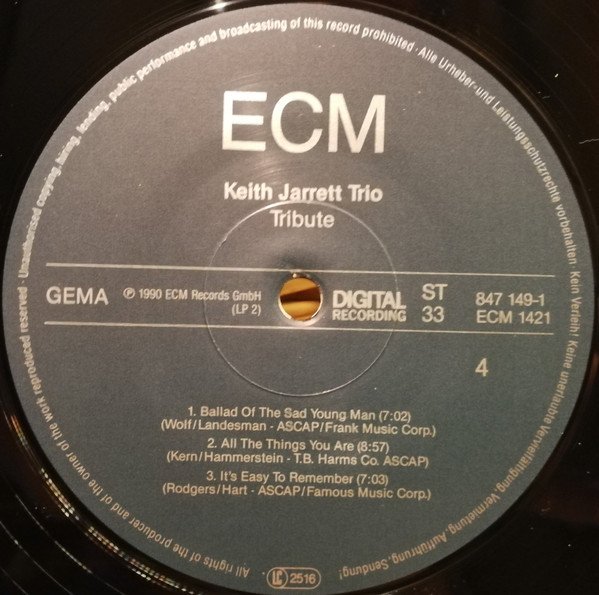 ECM
Keith Jarrett Trio
Tribute
GEMA
℗ 1990 ECM Records GmbH
(LP 2)
DIGITAL
RECORDING
ST
33
847 149-1
ECM 1421
4
1. Ballad Of The Sad Young Man (7:02)
(Wolf/Landesman - ASCAP/Frank Music Corp.)
2. All The Things You Are (8:57)
(Kern/Hammerstein - T.B. Harms Co. ASCAP)
3. It's Easy To Remember (7:03)
(Rodgers/Hart - ASCAP/Famous Music Corp.)
All rights of the producer and of the owner of the work reproduced reserved · Unauthorised copying, hiring, lending, public performance and broadcasting of this record prohibited · Alle Urheber- und Leistungsschutzrechte vorbehalten · Kein Verleih! Keine unerlaubte Vervielfältigung, Vermietung, Aufführung, Sendung!
LC 2516